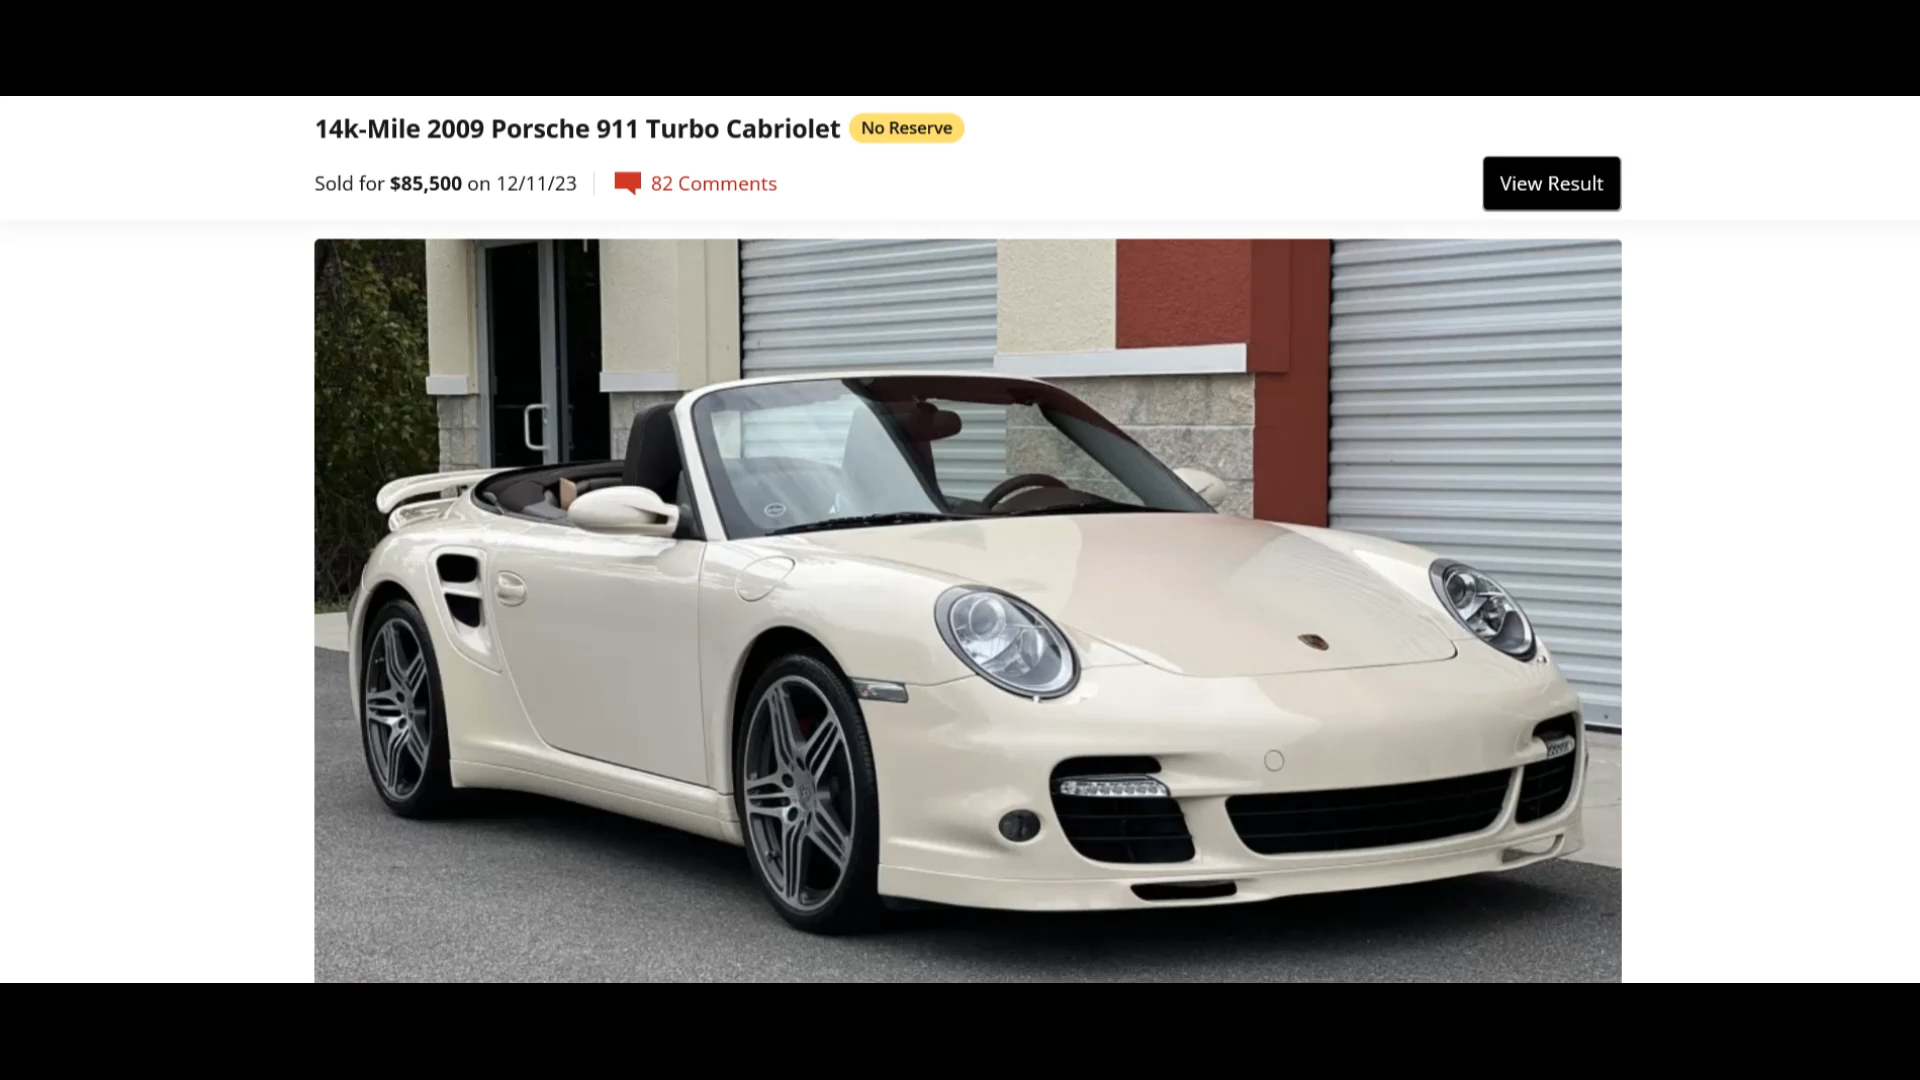 14k-Mile 2009 Porsche 911 Turbo Cabriolet No Reserve
Sold for $85,500 on 12/11/23 82 Comments
View Result